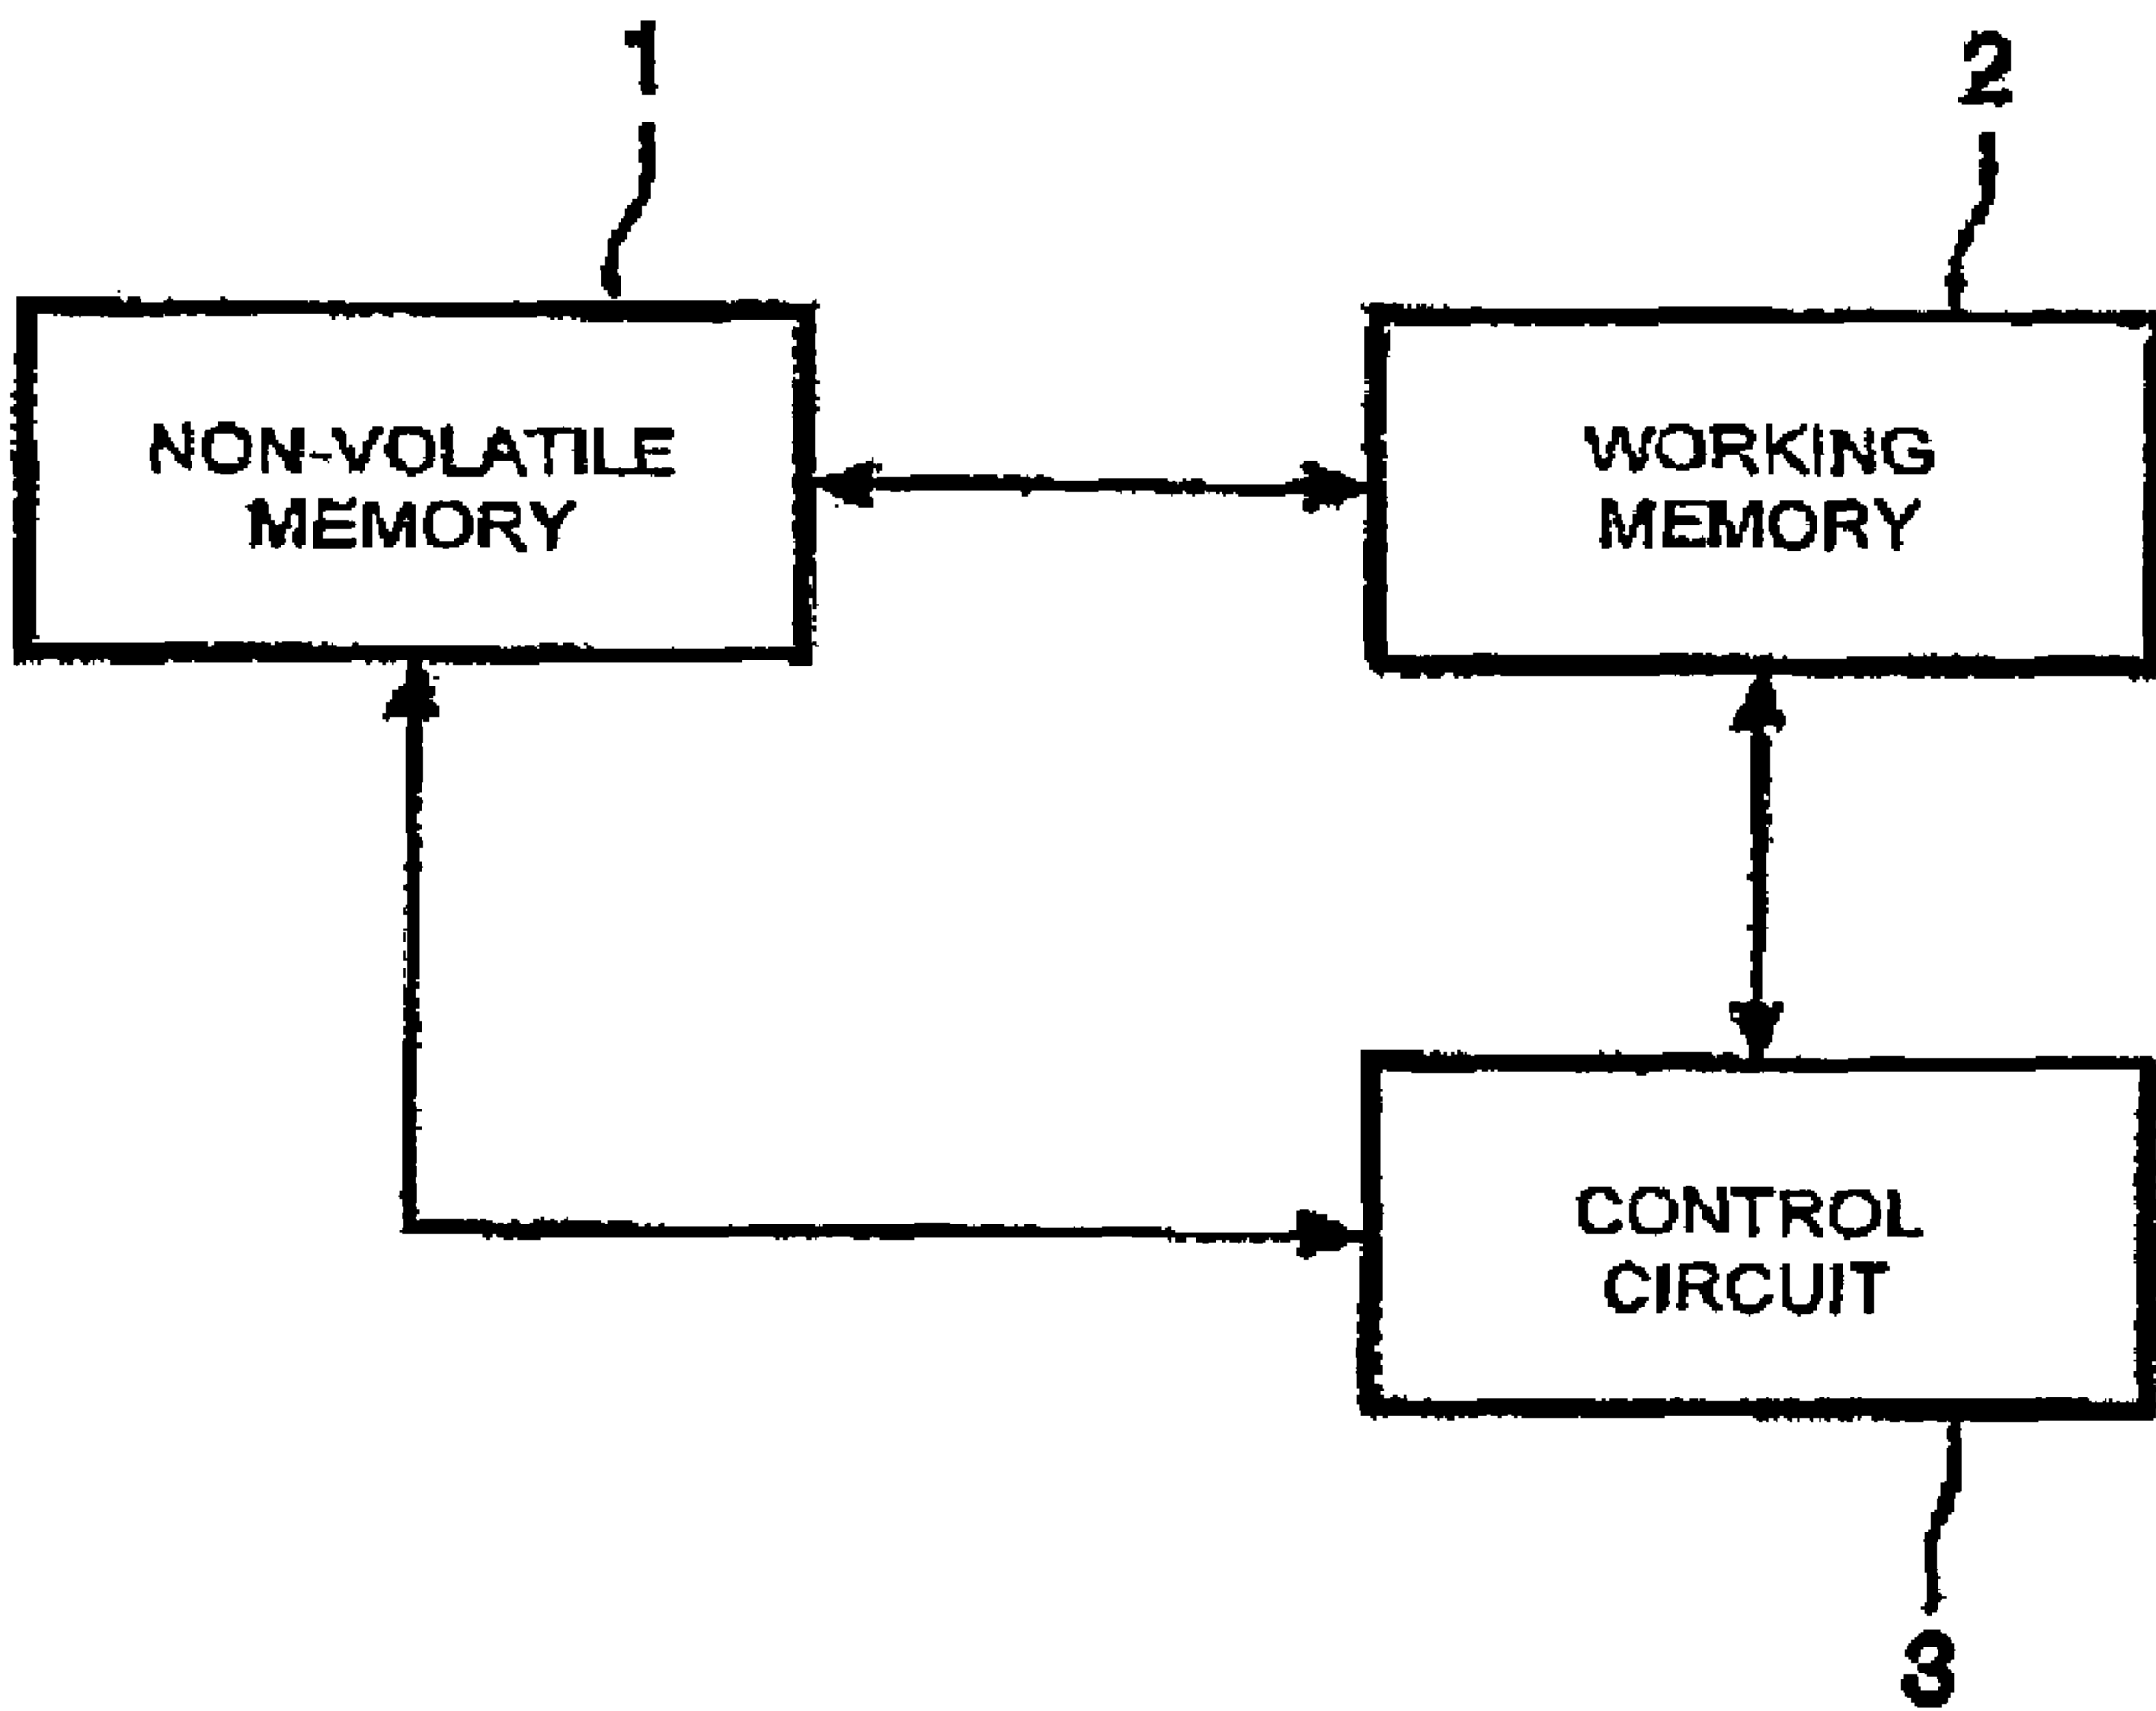 1
2
NON-VOLATILE
MEMORY
WORKING
MEMORY
CONTROL
CIRCUIT
3